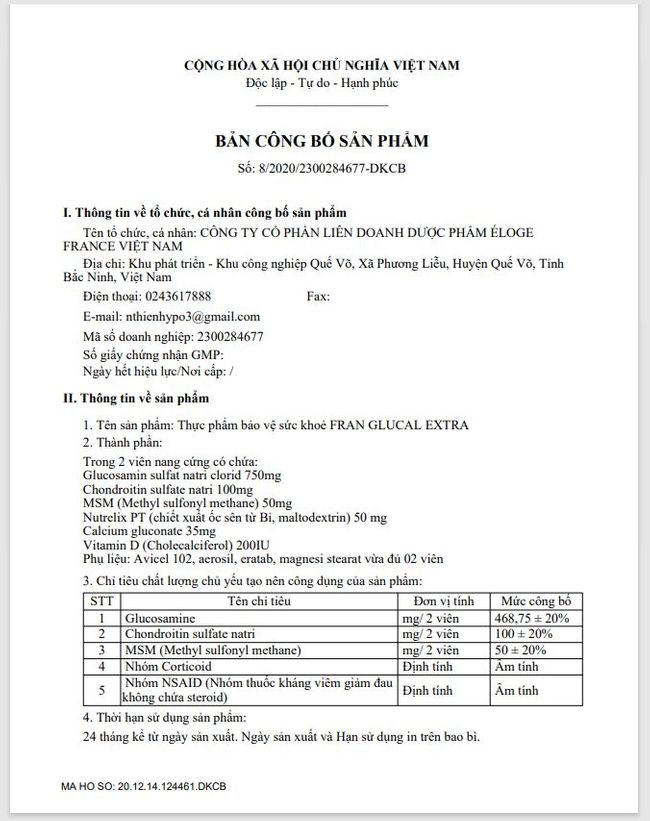 CỘNG HÒA XÃ HỘI CHỦ NGHĨA VIỆT NAM
Độc lập - Tự do - Hạnh phúc
BẢN CÔNG BỐ SẢN PHẨM
Số: 8/2020/2300284677-DKCB
I. Thông tin về tổ chức, cá nhân công bố sản phẩm
Tên tổ chức, cá nhân: CÔNG TY CỔ PHẦN LIÊN DOANH DƯỢC PHẨM ÉLOGE
FRANCE VIỆT NAM
Địa chỉ: Khu phát triển - Khu công nghiệp Quế Võ, Xã Phương Liễu, Huyện Quế Võ, Tỉnh
Bắc Ninh, Việt Nam
Điện thoại: 0243617888 Fax:
E-mail: nthienhypo3@gmail.com
Mã số doanh nghiệp: 2300284677
Số giấy chứng nhận GMP:
Ngày hết hiệu lực/Nơi cấp: /
II. Thông tin về sản phẩm
1. Tên sản phẩm: Thực phẩm bảo vệ sức khoẻ FRAN GLUCAL EXTRA
2. Thành phần:
Trong 2 viên nang cứng có chứa:
Glucosamin sulfat natri clorid 750mg
Chondroitin sulfate natri 100mg
MSM (Methyl sulfonyl methane) 50mg
Nutrelix PT (chiết xuất ốc sên từ Bỉ, maltodextrin) 50 mg
Calcium gluconate 35mg
Vitamin D (Cholecalciferol) 200IU
Phụ liệu: Avicel 102, aerosil, eratab, magnesi stearat vừa đủ 02 viên
3. Chỉ tiêu chất lượng chủ yếu tạo nên công dụng của sản phẩm:
STT Tên chỉ tiêu Đơn vị tính Mức công bố
1 Glucosamine mg/ 2 viên 468,75 ± 20%
2 Chondroitin sulfate natri mg/ 2 viên 100 ± 20%
3 MSM (Methyl sulfonyl methane) mg/ 2 viên 50 ± 20%
4 Nhóm Corticoid Định tính Âm tính
5 Nhóm NSAID (Nhóm thuốc kháng viêm giảm đau
không chứa steroid) Định tính Âm tính
4. Thời hạn sử dụng sản phẩm:
24 tháng kể từ ngày sản xuất. Ngày sản xuất và Hạn sử dụng in trên bao bì.
MA HO SO: 20.12.14.124461.DKCB